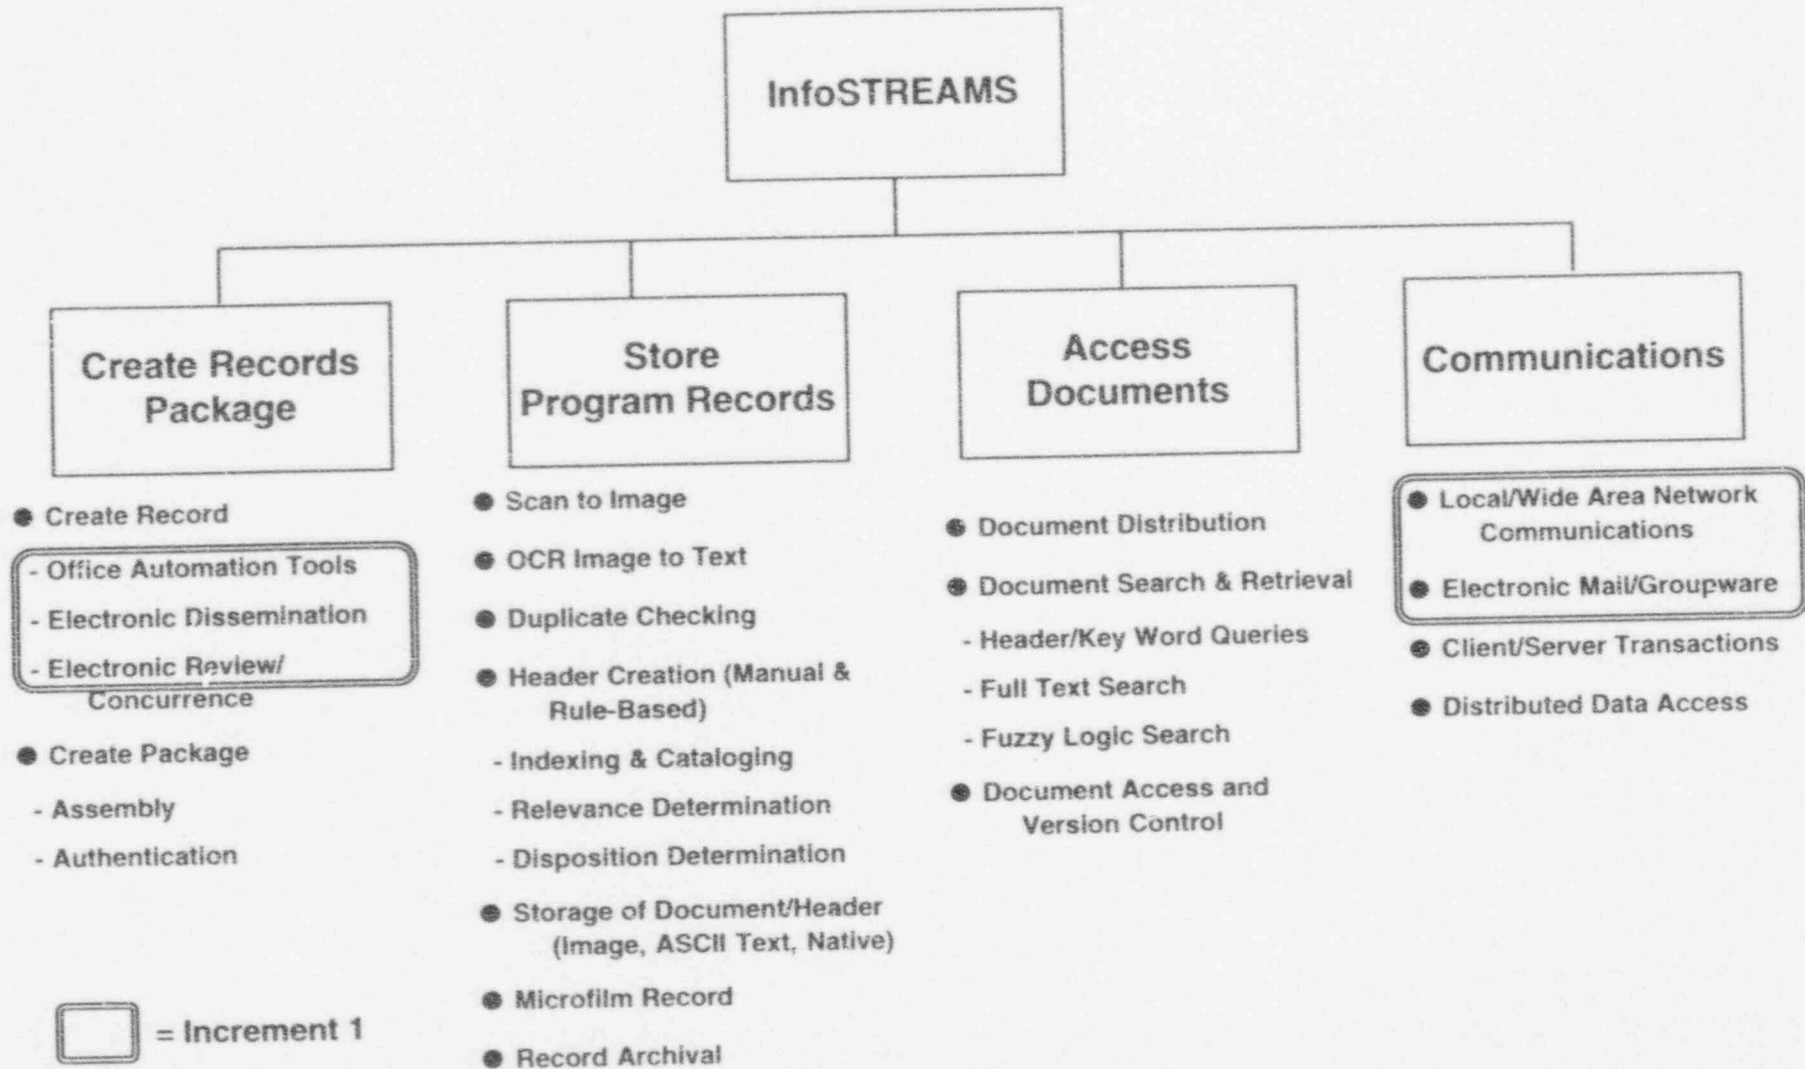 InfoSTREAMS
Create Records
Package
● Create Record
- Office Automation Tools
- Electronic Dissemination
- Electronic Review/
Concurrence
● Create Package
- Assembly
- Authentication
Store
Program Records
● Scan to Image
● OCR Image to Text
● Duplicate Checking
● Header Creation (Manual &
Rule-Based)
- Indexing & Cataloging
- Relevance Determination
- Disposition Determination
● Storage of Document/Header
(Image, ASCII Text, Native)
● Microfilm Record
● Record Archival
Access
Documents
● Document Distribution
● Document Search & Retrieval
- Header/Key Word Queries
- Full Text Search
- Fuzzy Logic Search
● Document Access and
Version Control
Communications
● Local/Wide Area Network
Communications
● Electronic Mail/Groupware
● Client/Server Transactions
● Distributed Data Access
= Increment 1